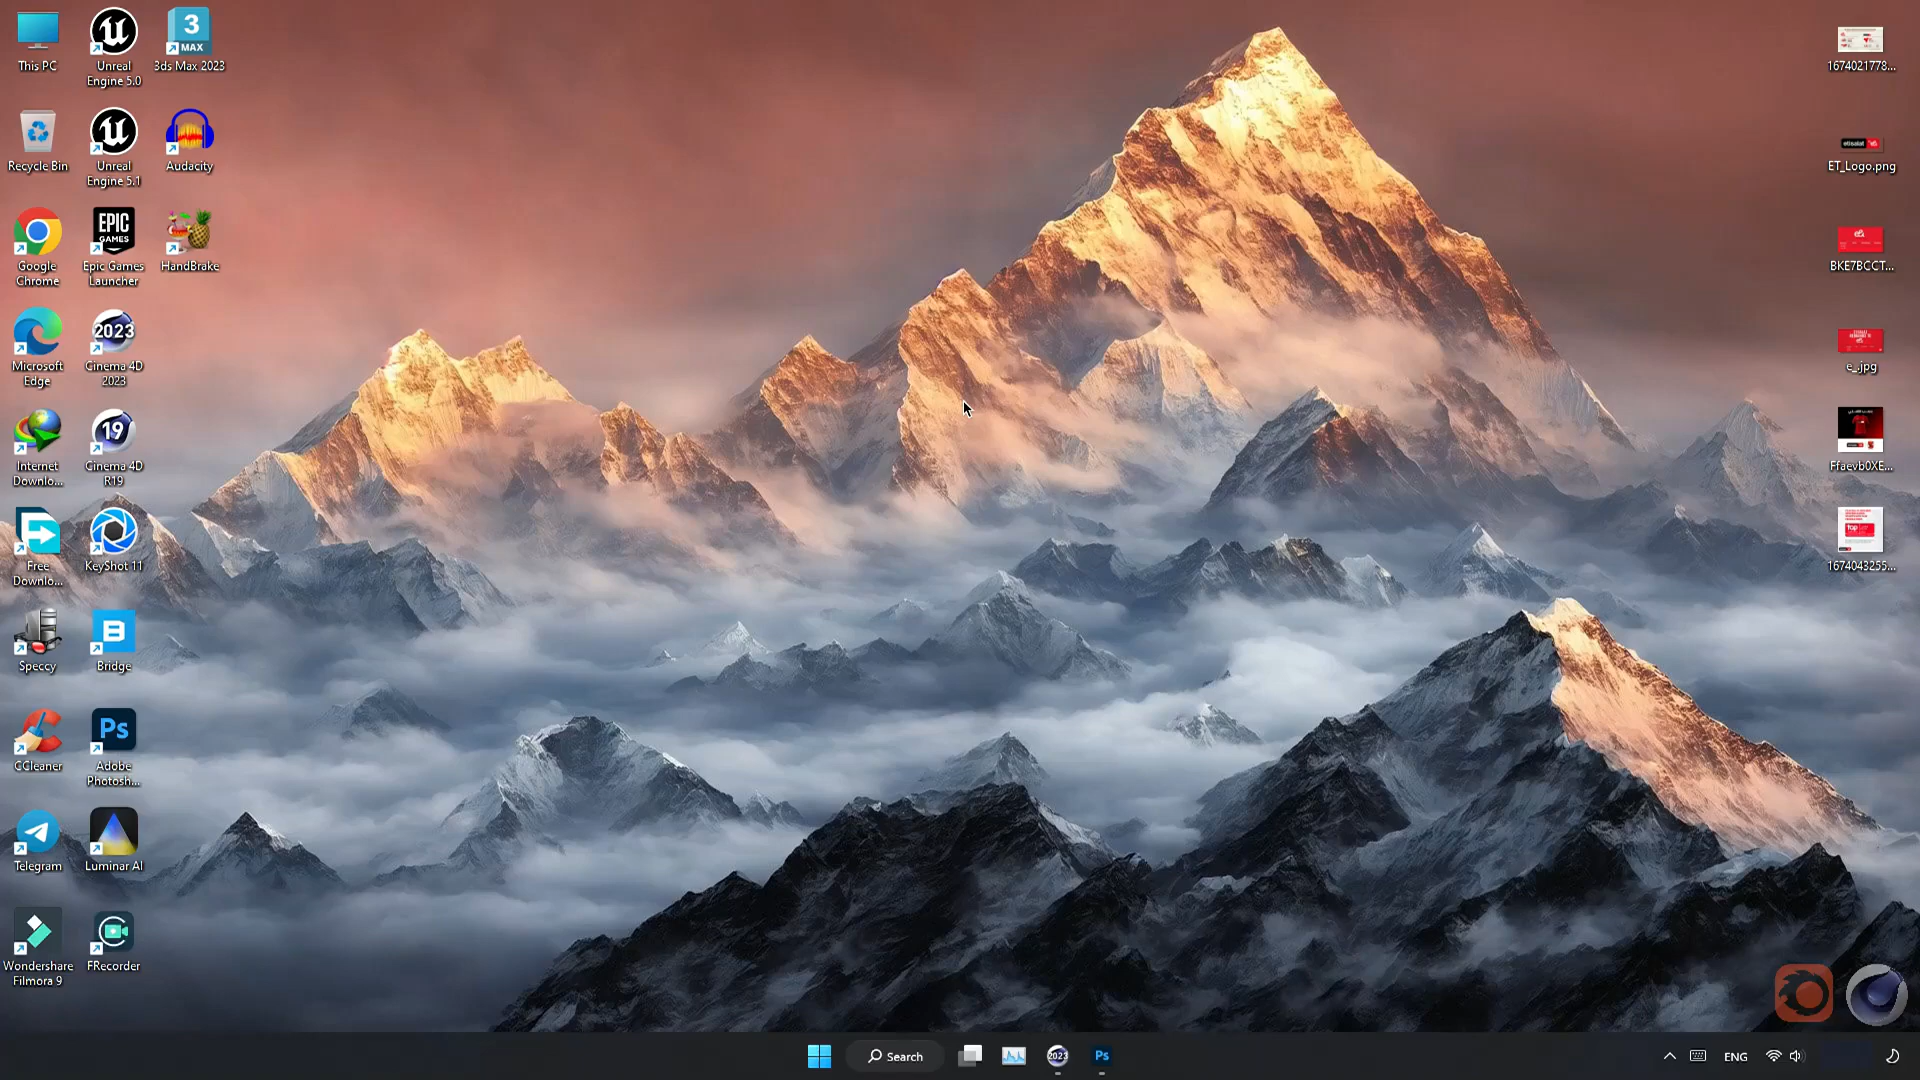 This PC
Unreal
Engine 5.0
3
MAX
3ds Max 2023
Recycle Bin
Unreal
Engine 5.1
Audacity
Google
Chrome
EPIC
GAMES
Epic Games
Launcher
HandBrake
Microsoft
Edge
2023
Cinema 4D
2023
Internet
Downlo...
19
Cinema 4D
R19
Free
Downlo...
KeyShot 11
Speccy
B
Bridge
CCleaner
Ps
Adobe
Photosh...
Telegram
Luminar AI
Wondershare
Filmora 9
FRecorder
1674021778...
etisalat
ET_Logo.png
BKE7BCCT...
e_.jpg
Ffaevb0XE...
1674043255...
Search
2023
Ps
ENG